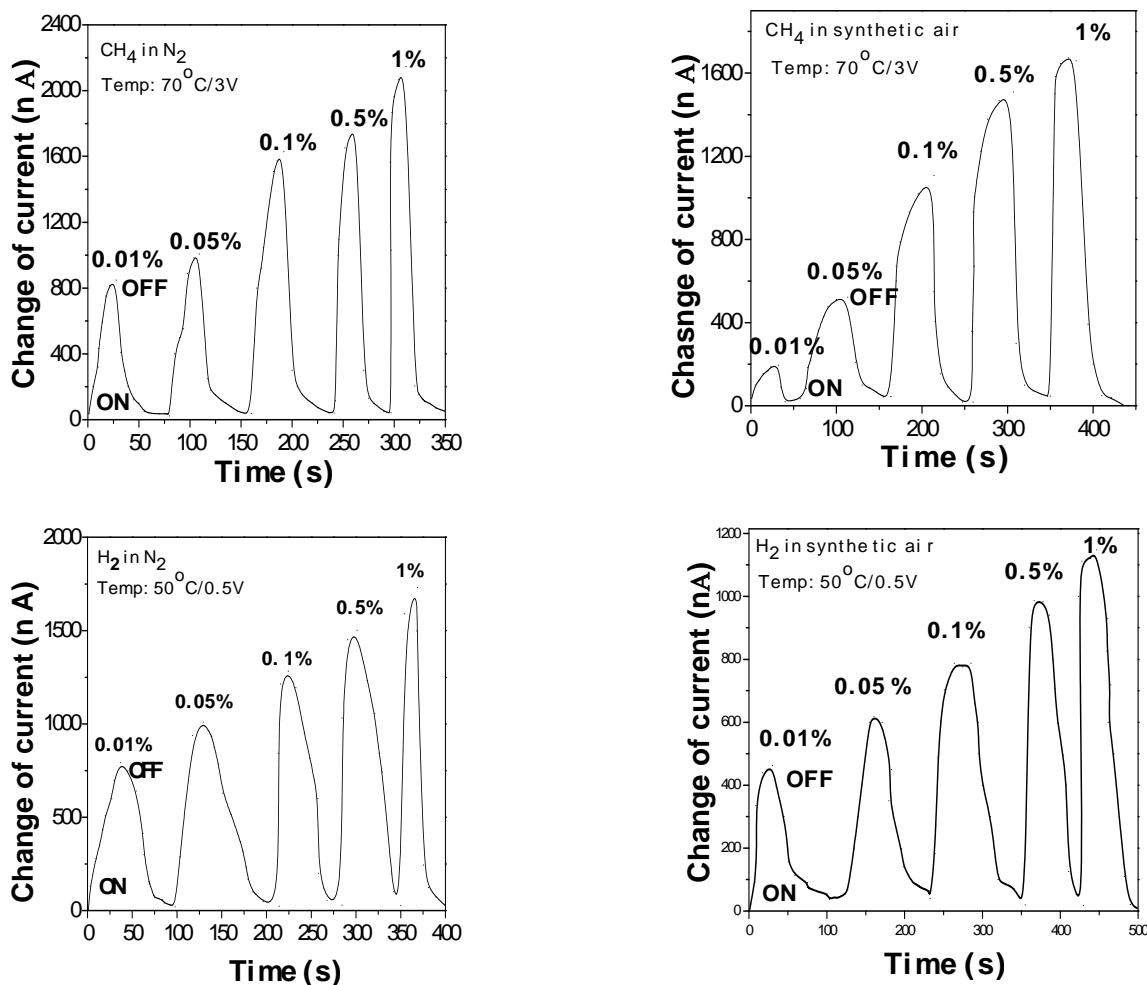 CH4 in N2
Temp: 70oC/3V
0.01%
OFF
ON
0.05%
0.1%
0.5%
1%
2400
2000
1600
1200
800
400
0
0 50 100 150 200 250 300 350
Change of current (n A)
Time (s)
CH4 in synthetic air
Temp: 70oC/3V
0.01%
ON
0.05%
OFF
0.1%
0.5%
1%
1600
1200
800
400
0
0 100 200 300 400
Chasnge of current (n A)
Time (s)
H2 in N2
Temp: 50oC/0.5V
0.01%
OFF
ON
0.05%
0. 1%
0.5%
1%
2000
1500
1000
500
0
0 50 100 150 200 250 300 350 400
Change of current (n A)
Time (s)
H2 in synthetic air
Temp: 50oC/0.5V
0.01%
OFF
ON
0.05%
0.1%
0.5%
1%
1200
1000
800
600
400
200
0
0 100 200 300 400 500
Change of current (nA)
Time (s)